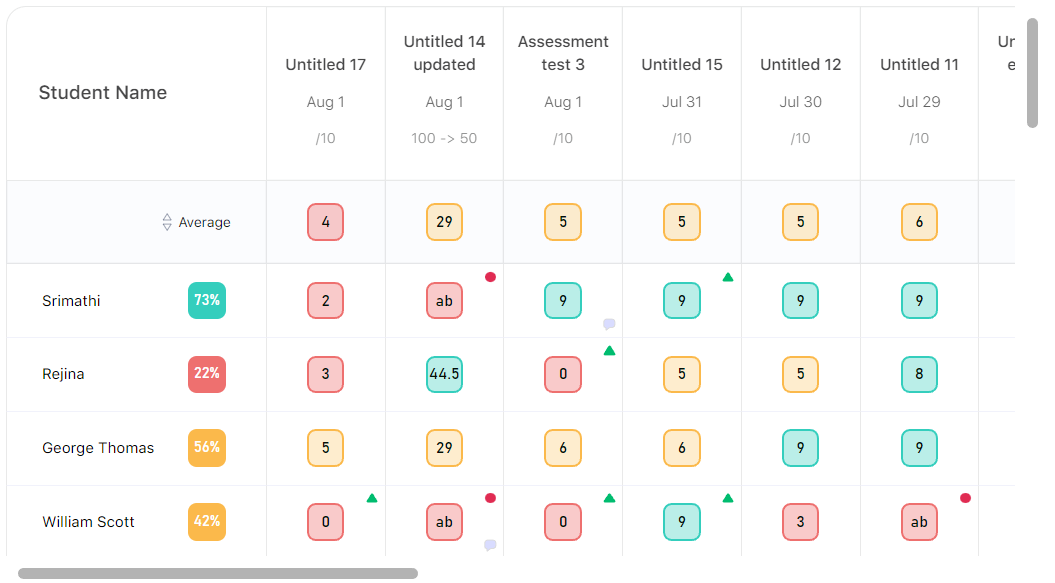 Student Name
Untitled 17
Aug 1
/10
Untitled 14
updated
Aug 1
100 -> 50
Assessment
test 3
Aug 1
/10
Untitled 15
Jul 31
/10
Untitled 12
Jul 30
/10
Untitled 11
Jul 29
/10
Average 4 29 5 5 5 6
Srimathi 73% 2 ab 9 9 9 9
Rejina 22% 3 44.5 0 5 5 8
George Thomas 56% 5 29 6 6 9 9
William Scott 42% 0 ab 0 9 3 ab